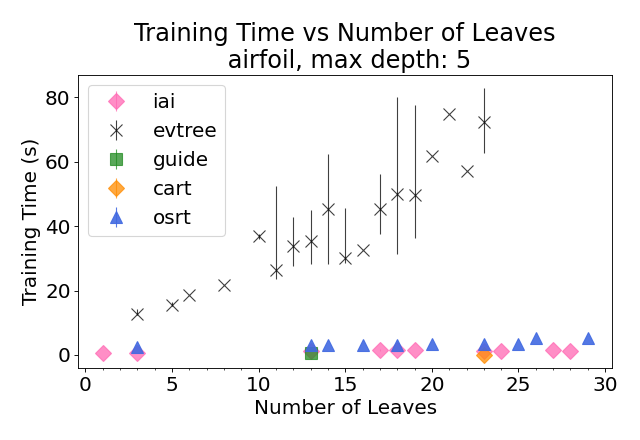 Training Time vs Number of Leaves
airfoil, max depth: 5
Training Time (s)
80
60
40
20
0
iai
evtree
guide
cart
osrt
0 5 10 15 20 25 30
Number of Leaves